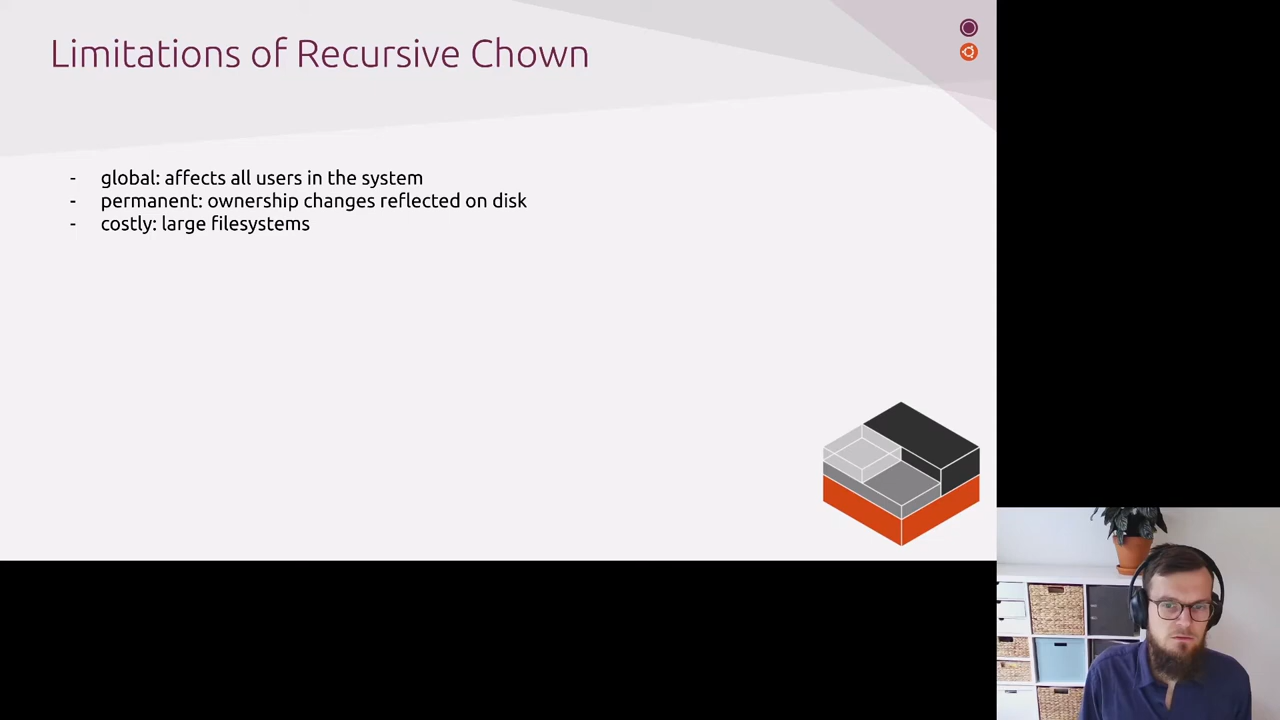 Limitations of Recursive Chown
- global: affects all users in the system
- permanent: ownership changes reflected on disk
- costly: large filesystems